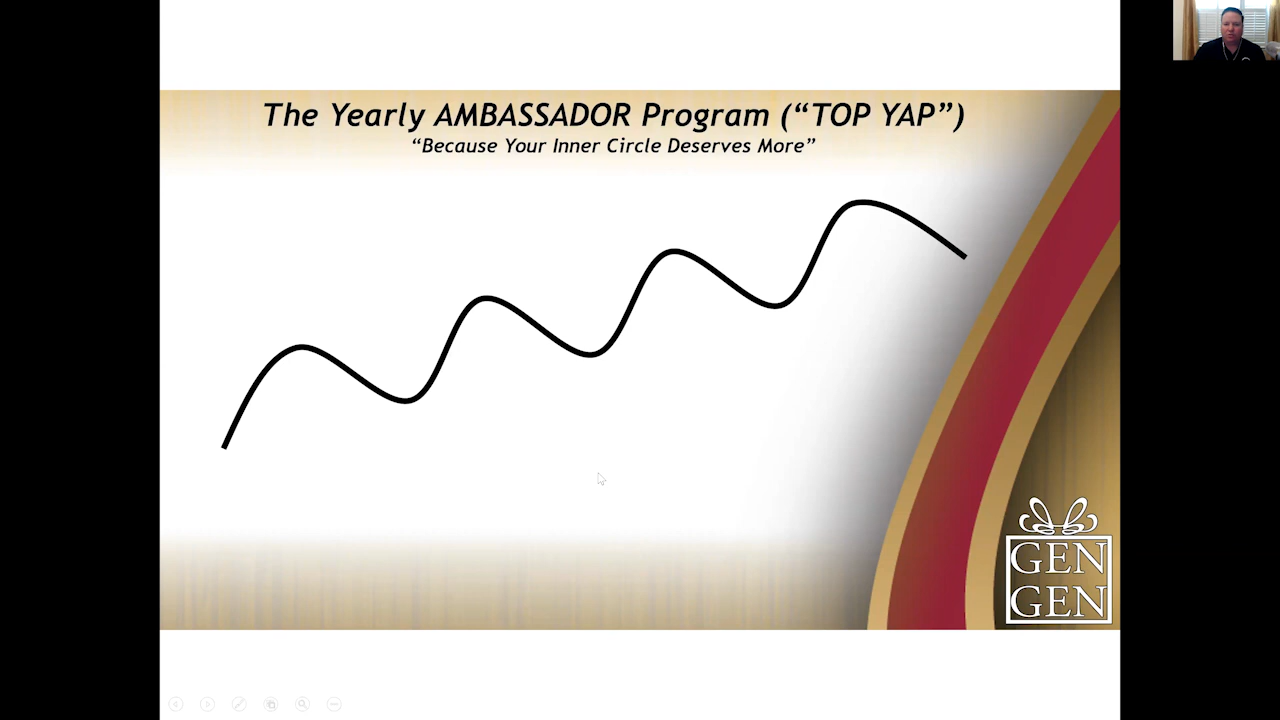 The Yearly AMBASSADOR Program (“TOP YAP”)
“Because Your Inner Circle Deserves More”
GEN
GEN